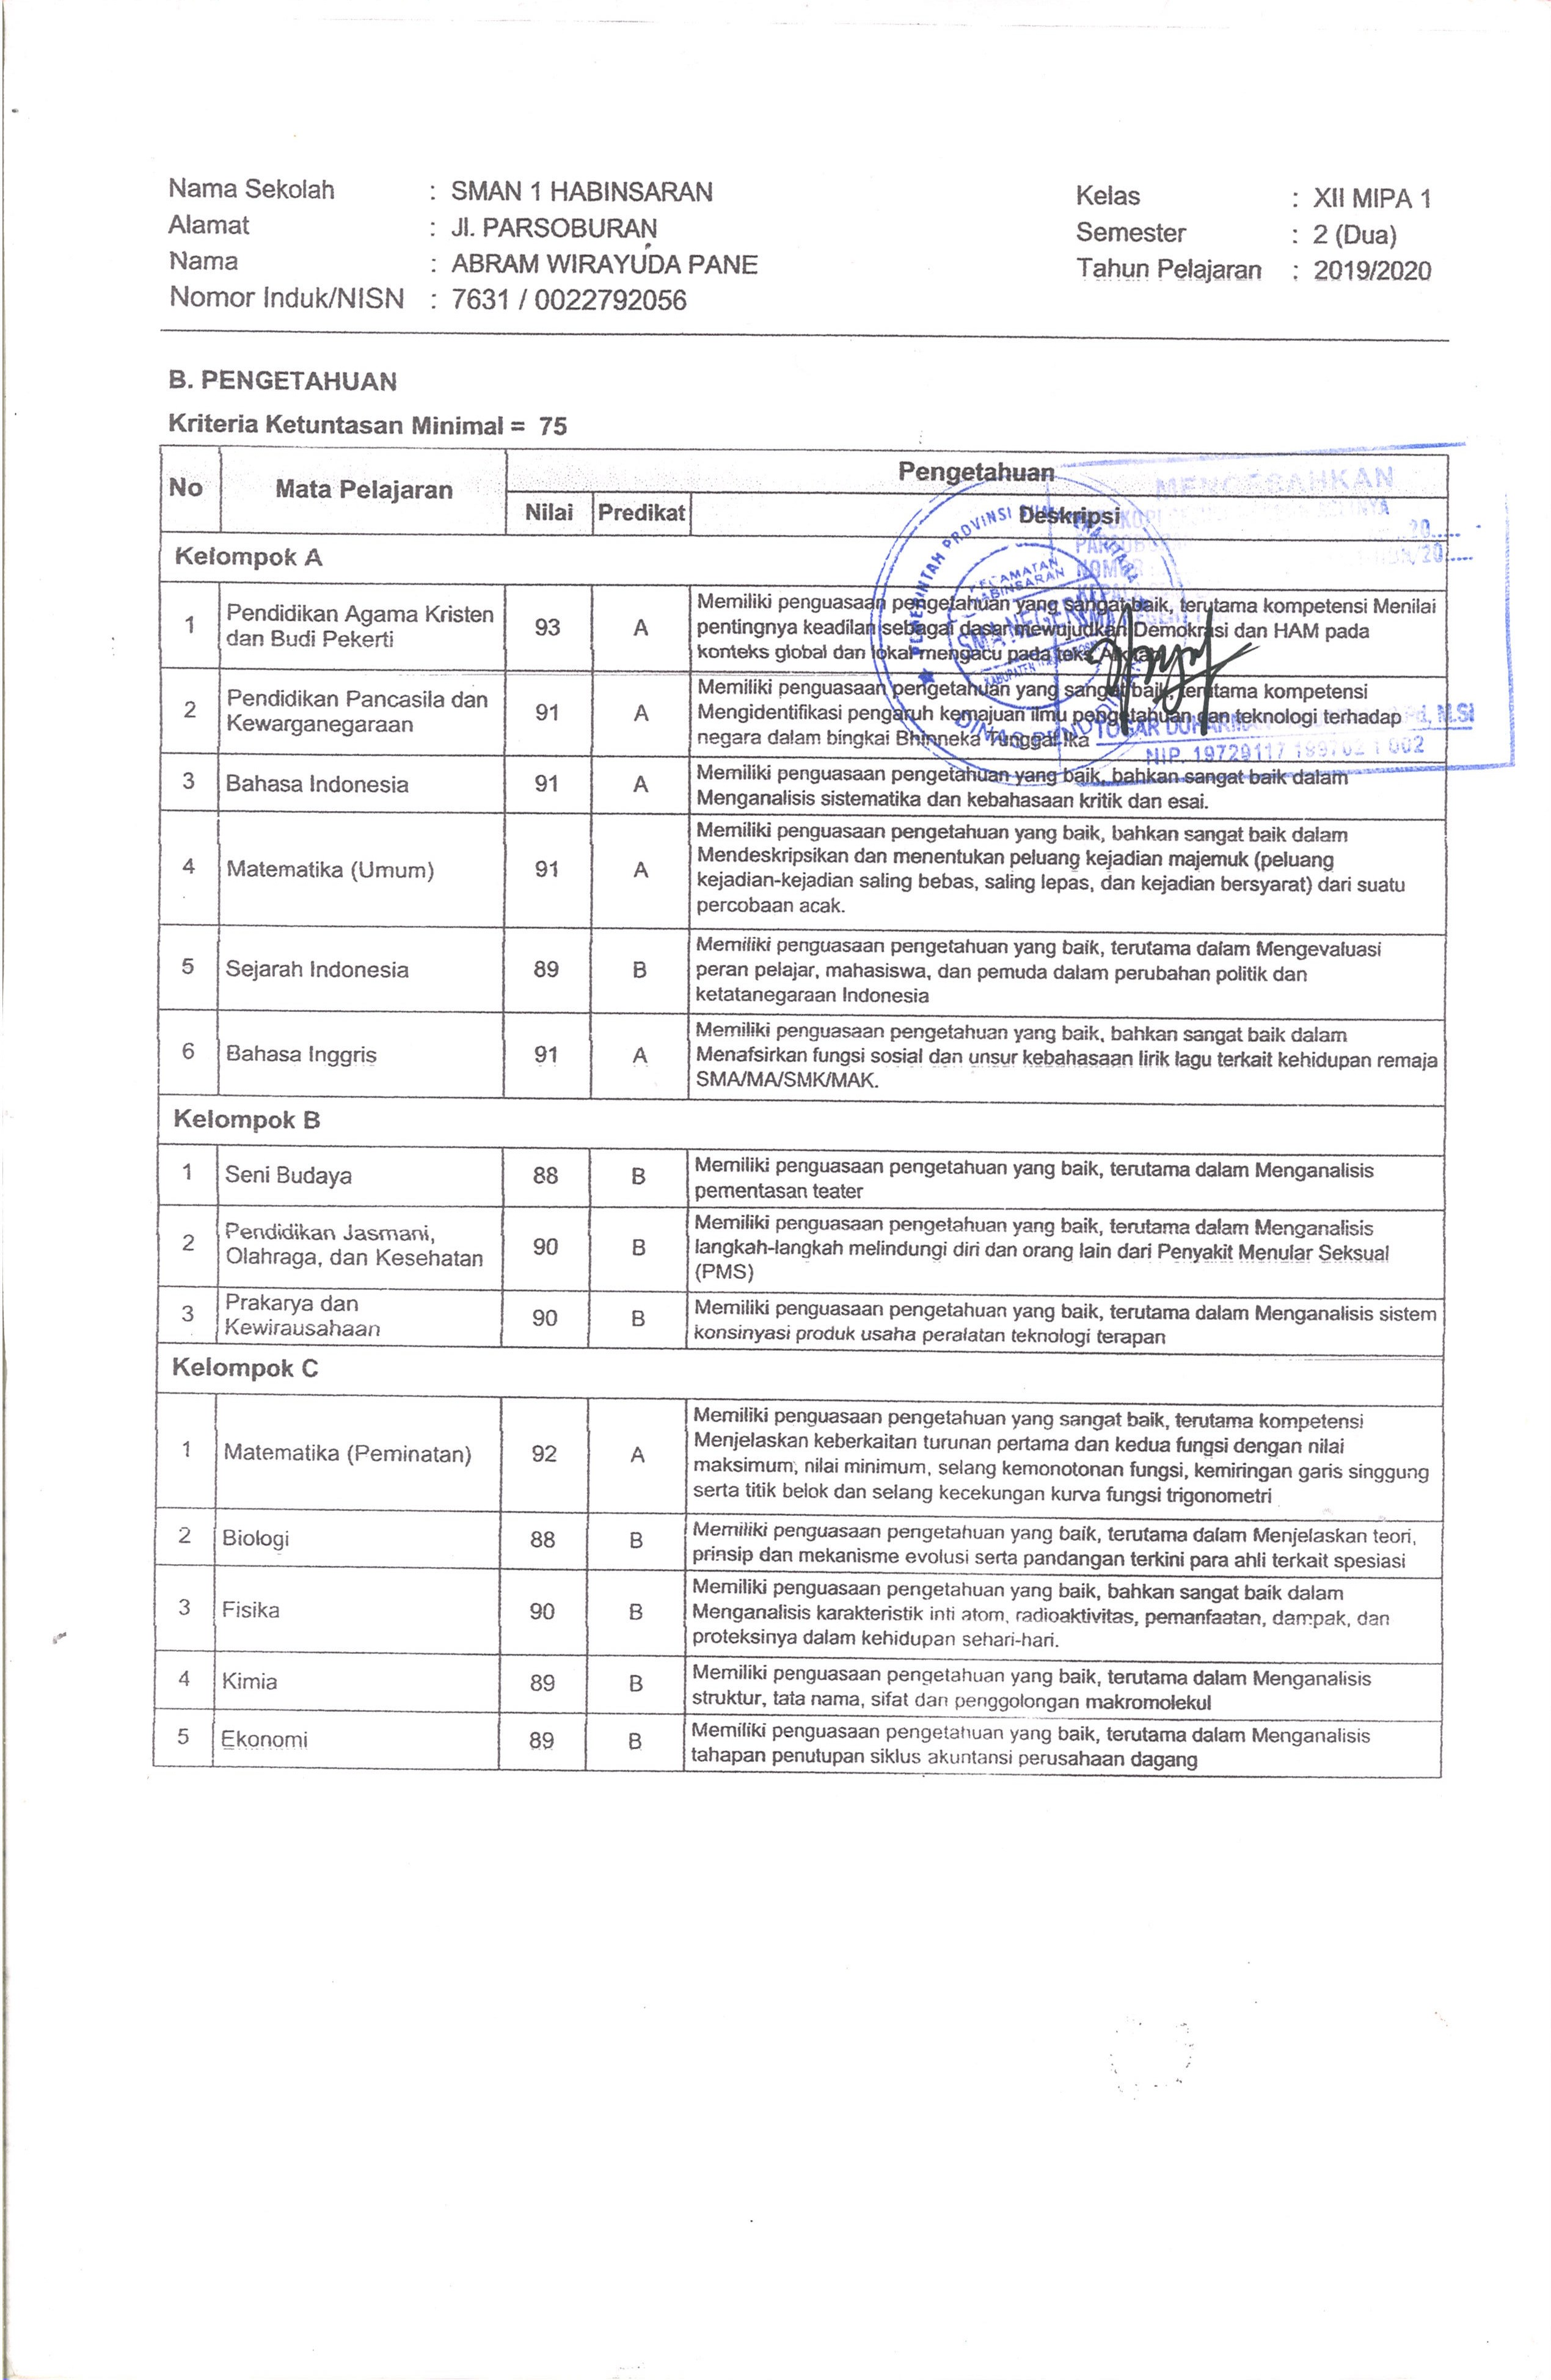 Nama Sekolah : SMAN 1 HABINSARAN
Alamat : Jl. PARSOBURAN
Nama : ABRAM WIRAYUDA PANE
Nomor Induk/NISN : 7631 / 0022792056
Kelas : XII MIPA 1
Semester : 2 (Dua)
Tahun Pelajaran : 2019/2020
B. PENGETAHUAN
Kriteria Ketuntasan Minimal = 75
No Mata Pelajaran Pengetahuan
Nilai Predikat Deskripsi
Kelompok A
1 Pendidikan Agama Kristen dan Budi Pekerti 93 A
Memiliki penguasaan pengetahuan yang sangat baik, terutama kompetensi Menilai
pentingnya keadilan sebagai dasar mewujudkan Demokrasi dan HAM pada
konteks global dan lokal mengacu pada teks
2 Pendidikan Pancasila dan Kewarganegaraan 91 A
Memiliki penguasaan pengetahuan yang sangat baik, terutama kompetensi
Mengidentifikasi pengaruh kemajuan ilmu pengetahuan dan teknologi terhadap
negara dalam bingkai Bhinneka Tunggal Ika
3 Bahasa Indonesia 91 A
Memiliki penguasaan pengetahuan yang baik, bahkan sangat baik dalam
Menganalisis sistematika dan kebahasaan kritik dan esai.
4 Matematika (Umum) 91 A
Memiliki penguasaan pengetahuan yang baik, bahkan sangat baik dalam
Mendeskripsikan dan menentukan peluang kejadian majemuk (peluang
kejadian-kejadian saling bebas, saling lepas, dan kejadian bersyarat) dari suatu
percobaan acak.
5 Sejarah Indonesia 89 B
Memiliki penguasaan pengetahuan yang baik, terutama dalam Mengevaluasi
peran pelajar, mahasiswa, dan pemuda dalam perubahan politik dan
ketatanegaraan Indonesia
6 Bahasa Inggris 91 A
Memiliki penguasaan pengetahuan yang baik, bahkan sangat baik dalam
Menafsirkan fungsi sosial dan unsur kebahasaan lirik lagu terkait kehidupan remaja
SMA/MA/SMK/MAK.
Kelompok B
1 Seni Budaya 88 B
Memiliki penguasaan pengetahuan yang baik, terutama dalam Menganalisis
pementasan teater
2 Pendidikan Jasmani, Olahraga, dan Kesehatan 90 B
Memiliki penguasaan pengetahuan yang baik, terutama dalam Menganalisis
langkah-langkah melindungi diri dan orang lain dari Penyakit Menular Seksual
(PMS)
3 Prakarya dan Kewirausahaan 90 B
Memiliki penguasaan pengetahuan yang baik, terutama dalam Menganalisis sistem
konsinyasi produk usaha peralatan teknologi terapan
Kelompok C
1 Matematika (Peminatan) 92 A
Memiliki penguasaan pengetahuan yang sangat baik, terutama kompetensi
Menjelaskan keberkaitan turunan pertama dan kedua fungsi dengan nilai
maksimum, nilai minimum, selang kemonotonan fungsi, kemiringan garis singgung
serta titik belok dan selang kecekungan kurva fungsi trigonometri
2 Biologi 88 B
Memiliki penguasaan pengetahuan yang baik, terutama dalam Menjelaskan teori,
prinsip dan mekanisme evolusi serta pandangan terkini para ahli terkait spesiasi
3 Fisika 90 B
Memiliki penguasaan pengetahuan yang baik, bahkan sangat baik dalam
Menganalisis karakteristik inti atom, radioaktivitas, pemanfaatan, dampak, dan
proteksinya dalam kehidupan sehari-hari.
4 Kimia 89 B
Memiliki penguasaan pengetahuan yang baik, terutama dalam Menganalisis
struktur, tata nama, sifat dan penggolongan makromolekul
5 Ekonomi 89 B
Memiliki penguasaan pengetahuan yang baik, terutama dalam Menganalisis
tahapan penutupan siklus akuntansi perusahaan dagang
MENGESAHKAN
PEMERINTAH PROVINSI SUMATERA UTARA
KECAMATAN
HABINSARAN
SMA NEGERI
KABUPATEN
DINAS PENDIDIKAN
TOGAR M.SI
NIP. 19729117